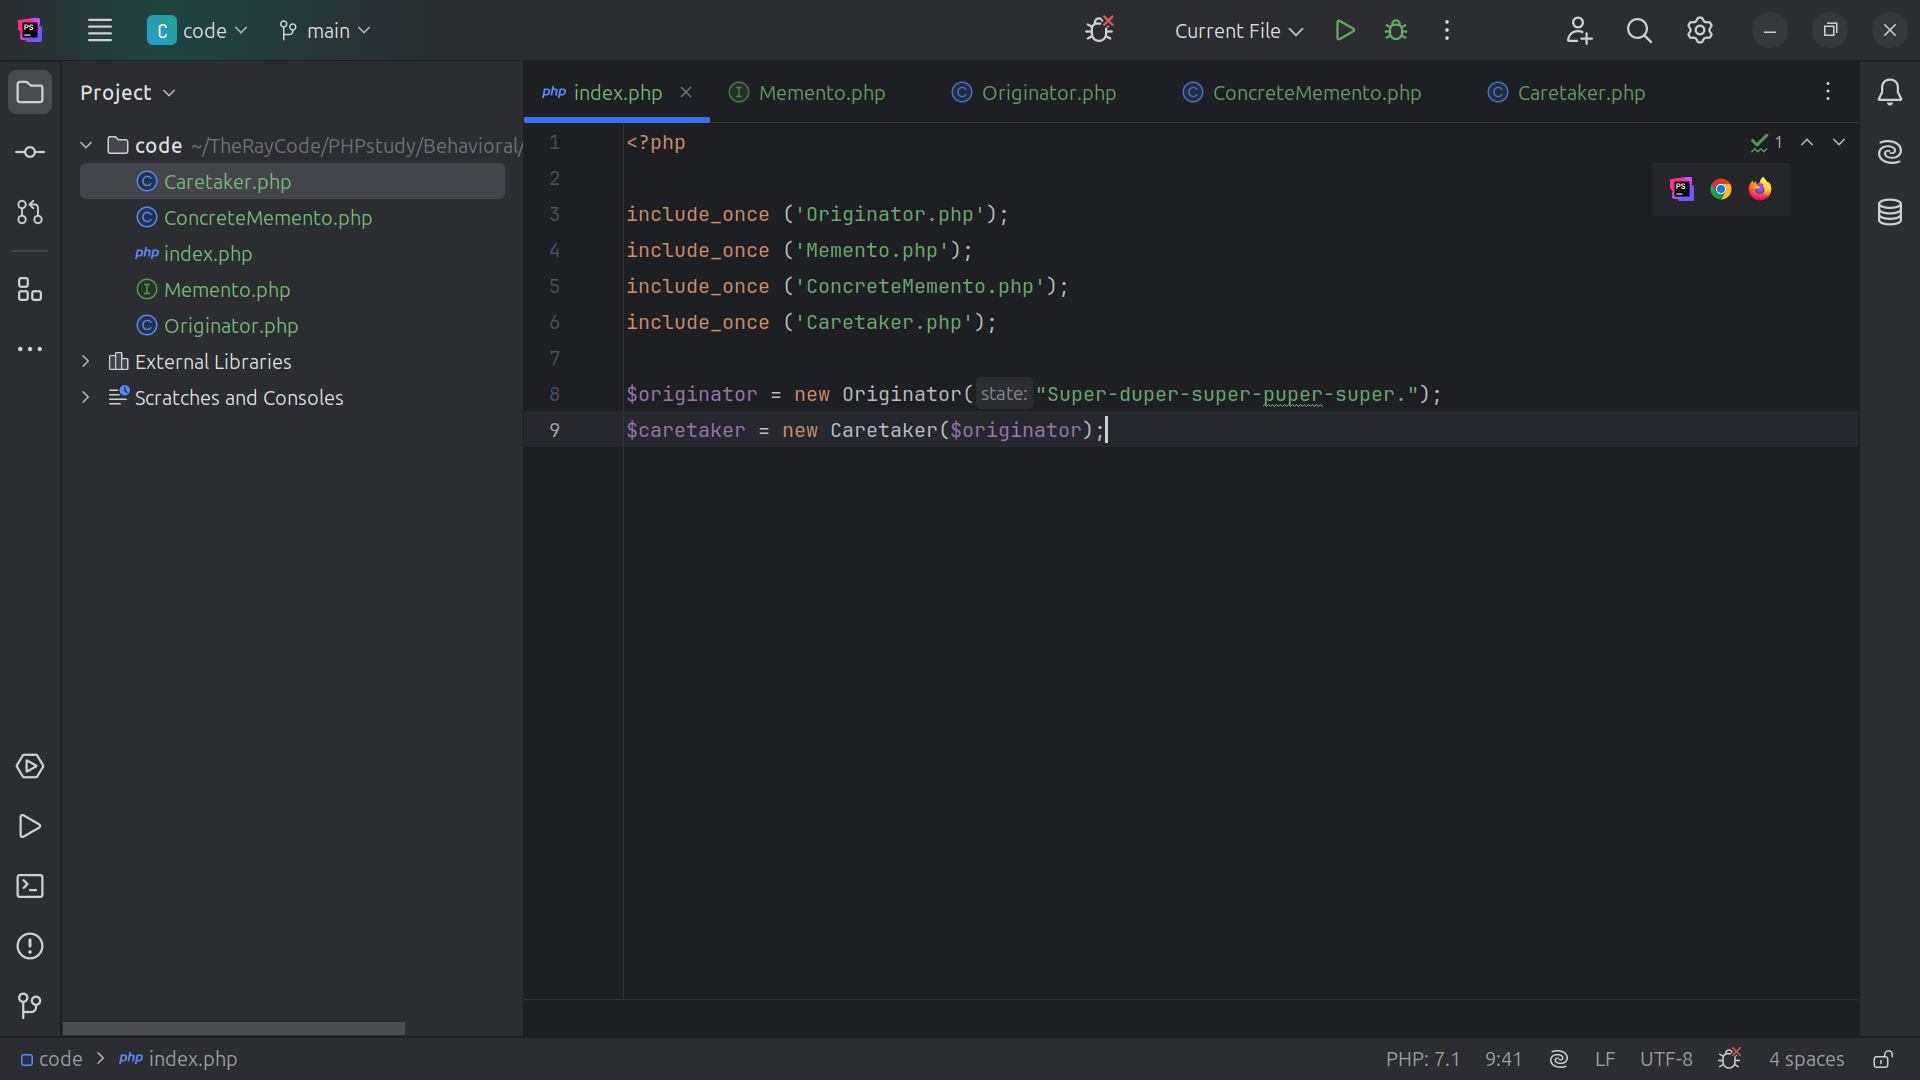 code
main
Current File
Project
index.php
Memento.php
Originator.php
ConcreteMemento.php
Caretaker.php
code ~/TheRayCode/PHPstudy/Behavioral/
Caretaker.php
ConcreteMemento.php
index.php
Memento.php
Originator.php
External Libraries
Scratches and Consoles
1 <?php
2
3 include_once ('Originator.php');
4 include_once ('Memento.php');
5 include_once ('ConcreteMemento.php');
6 include_once ('Caretaker.php');
7
8 $originator = new Originator( state: "Super-duper-super-puper-super.");
9 $caretaker = new Caretaker($originator);
1
code > php index.php
PHP: 7.1 9:41 LF UTF-8 4 spaces